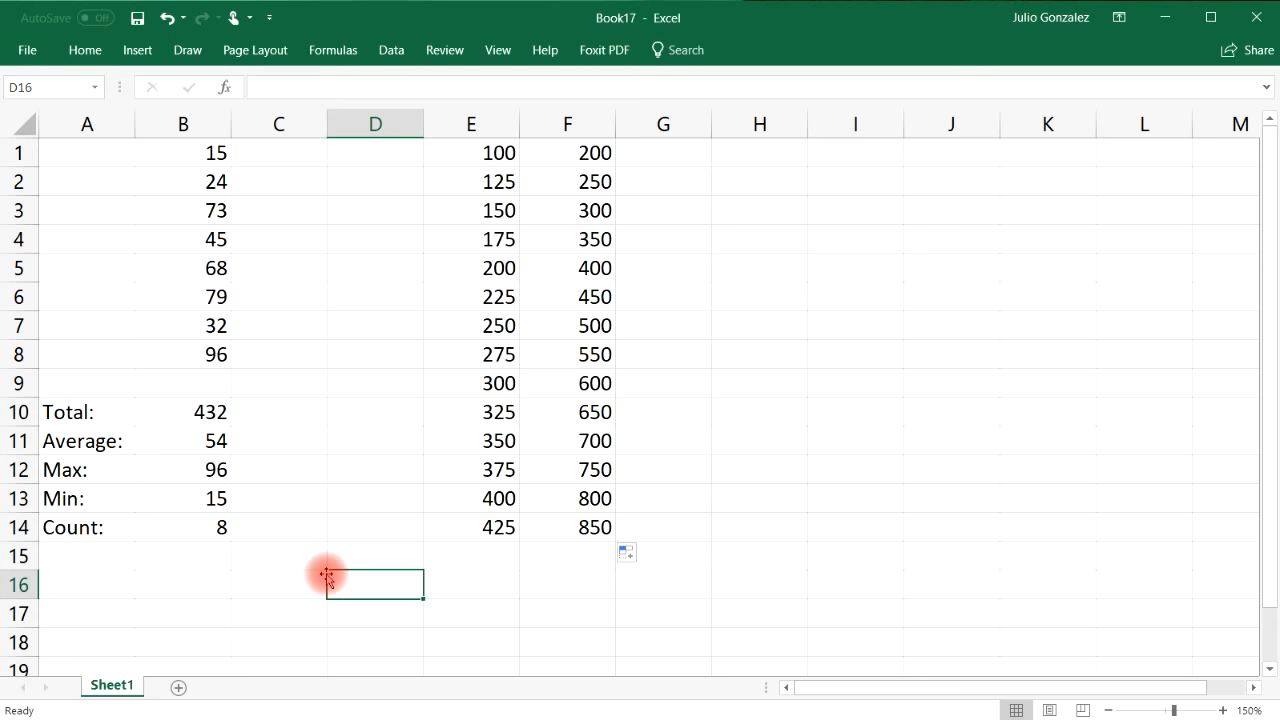 AutoSave Off Book17 - Excel Julio Gonzalez
File Home Insert Draw Page Layout Formulas Data Review View Help Foxit PDF Search Share
D16 fx
A B C D E F G H I J K L M
1 15 100 200
2 24 125 250
3 73 150 300
4 45 175 350
5 68 200 400
6 79 225 450
7 32 250 500
8 96 275 550
9 300 600
10 Total: 432 325 650
11 Average: 54 350 700
12 Max: 96 375 750
13 Min: 15 400 800
14 Count: 8 425 850
15
16
17
18
19
Sheet1
Ready 150%